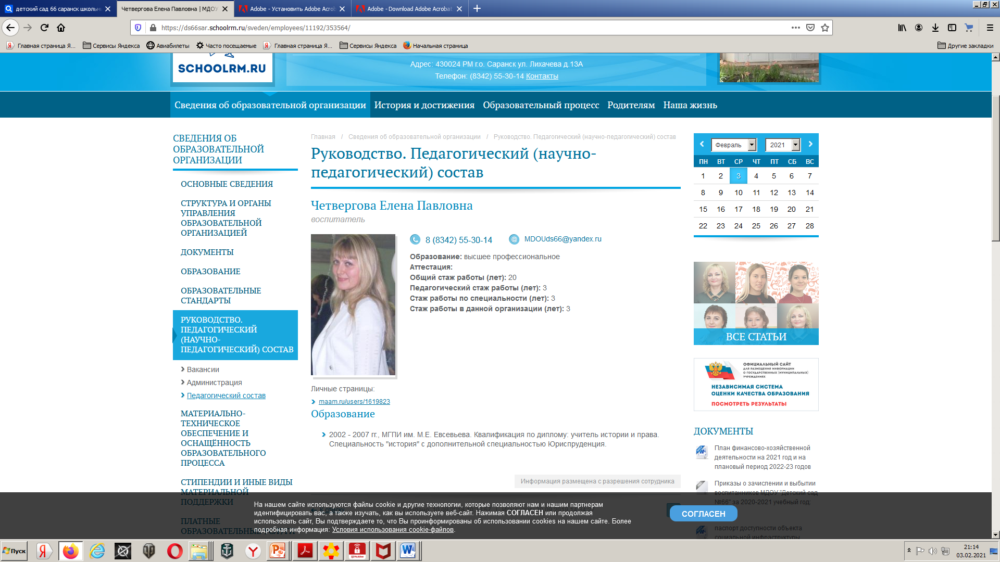 детский сад 66 саранск школьн
Четвергова Елена Павловна | МДОУ
Adobe - Установить Adobe Acrob
Adobe - Download Adobe Acrobat
https://ds66sar.schoolrm.ru/sveden/employees/11192/353564/
Главная страница Я...
Сервисы Яндекса
Авиабилеты
Часто посещаемые
Главная страница Я...
Сервисы Яндекса
Начальная страница
Другие закладки
SCHOOLRM.RU
Адрес: 430024 РМ г.о. Саранск ул. Лихачева д.13А
Телефон: (8342) 55-30-14 Контакты
Сведения об образовательной организации
История и достижения
Образовательный процесс
Родителям
Наша жизнь
СВЕДЕНИЯ ОБ
ОБРАЗОВАТЕЛЬНОЙ
ОРГАНИЗАЦИИ
ОСНОВНЫЕ СВЕДЕНИЯ
СТРУКТУРА И ОРГАНЫ
УПРАВЛЕНИЯ
ОБРАЗОВАТЕЛЬНОЙ
ОРГАНИЗАЦИЕЙ
ДОКУМЕНТЫ
ОБРАЗОВАНИЕ
ОБРАЗОВАТЕЛЬНЫЕ
СТАНДАРТЫ
РУКОВОДСТВО.
ПЕДАГОГИЧЕСКИЙ
(НАУЧНО-
ПЕДАГОГИЧЕСКИЙ) СОСТАВ
Вакансии
Администрация
Педагогический состав
МАТЕРИАЛЬНО-
ТЕХНИЧЕСКОЕ
ОБЕСПЕЧЕНИЕ И
ОСНАЩЁННОСТЬ
ОБРАЗОВАТЕЛЬНОГО
ПРОЦЕССА
СТИПЕНДИИ И ИНЫЕ ВИДЫ
МАТЕРИАЛЬНОЙ
ПОДДЕРЖКИ
ПЛАТНЫЕ
ОБРАЗОВАТЕЛЬНЫЕ УСЛУГИ
Главная / Сведения об образовательной организации / Руководство. Педагогический (научно-педагогический) состав
Руководство. Педагогический (научно-
педагогический) состав
Четвергова Елена Павловна
воспитатель
8 (8342) 55-30-14
MDOUds66@yandex.ru
Образование: высшее профессиональное
Аттестация:
Общий стаж работы (лет): 20
Педагогический стаж работы (лет): 3
Стаж работы по специальности (лет): 3
Стаж работы в данной организации (лет): 3
Личные страницы:
maam.ru/users/1619823
Образование
2002 - 2007 гг., МГПИ им. М.Е. Евсевьева. Квалификация по диплому: учитель истории и права.
Специальность "история" с дополнительной специальностью Юриспруденция.
Информация размещена с разрешения сотрудника
Февраль 2021
ПН ВТ СР ЧТ ПТ СБ ВС
1 2 3 4 5 6 7
8 9 10 11 12 13 14
15 16 17 18 19 20 21
22 23 24 25 26 27 28
ВСЕ СТАТЬИ
ОФИЦИАЛЬНЫЙ САЙТ
ДЛЯ РАЗМЕЩЕНИЯ ИНФОРМАЦИИ
О ГОСУДАРСТВЕННЫХ (МУНИЦИПАЛЬНЫХ)
УЧРЕЖДЕНИЯХ
НЕЗАВИСИМАЯ СИСТЕМА
ОЦЕНКИ КАЧЕСТВА ОБРАЗОВАНИЯ
ПОСМОТРЕТЬ РЕЗУЛЬТАТЫ
ДОКУМЕНТЫ
План финансово-хозяйственной
деятельности на 2021 год и на
плановый период 2022-23 годов
Приказы о зачислении и выбытии
воспитанников МДОУ "Детский сад
№66" за 2020-2021 учебный год:
паспорт доступности объекта
социальной инфраструктуры
На нашем сайте используются файлы cookie и другие технологии, которые позволяют нам и нашим партнерам
идентифицировать вас, а также изучать, как вы используете веб-сайт. Нажимая СОГЛАСЕН или продолжая
использовать сайт, Вы подтверждаете то, что Вы проинформированы об использовании cookies на нашем сайте. Более
подробная информация: Условия использования cookie-файлов.
СОГЛАСЕН
Пуск
21:14
03.02.2021